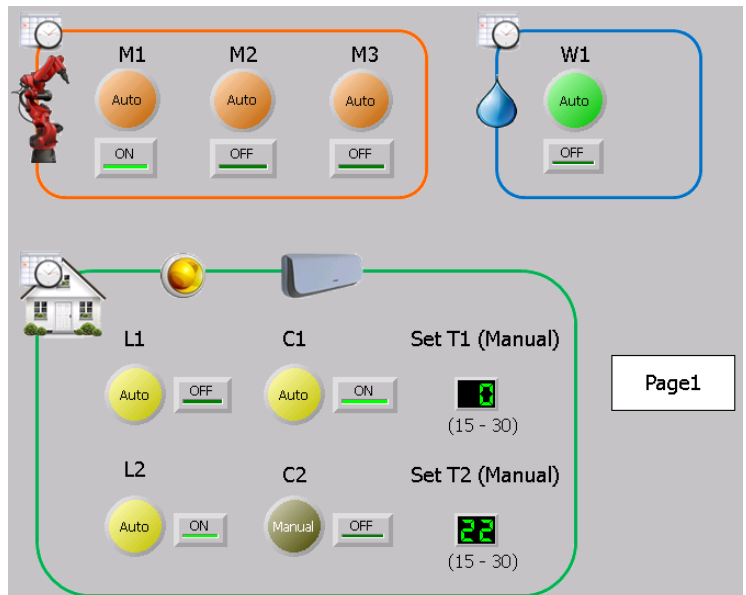 M1 M2 M3 W1
Auto Auto Auto Auto
ON OFF OFF OFF
L1 C1 Set T1 (Manual)
Auto OFF Auto ON 0
(15 - 30)
Page1
L2 C2 Set T2 (Manual)
Auto ON Manual OFF 22
(15 - 30)